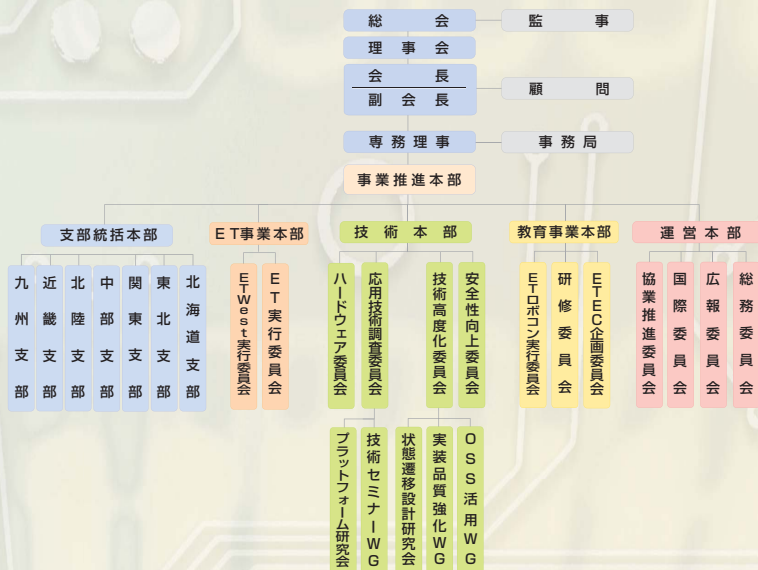 総会
監事
理事会
会長
副会長
顧問
専務理事
事務局
事業推進本部
支部統括本部
ET事業本部
技術本部
教育事業本部
運営本部
九州支部
近畿支部
北陸支部
中部支部
関東支部
東北支部
北海道支部
ETWest実行委員会
ET実行委員会
ハードウェア委員会
応用技術調査委員会
技術高度化委員会
安全性向上委員会
ETロボコン実行委員会
研修委員会
ETEC企画委員会
協業推進委員会
国際委員会
広報委員会
総務委員会
プラットフォーム研究会
技術セミナーWG
状態遷移設計研究会
実装品質強化WG
OSS活用WG